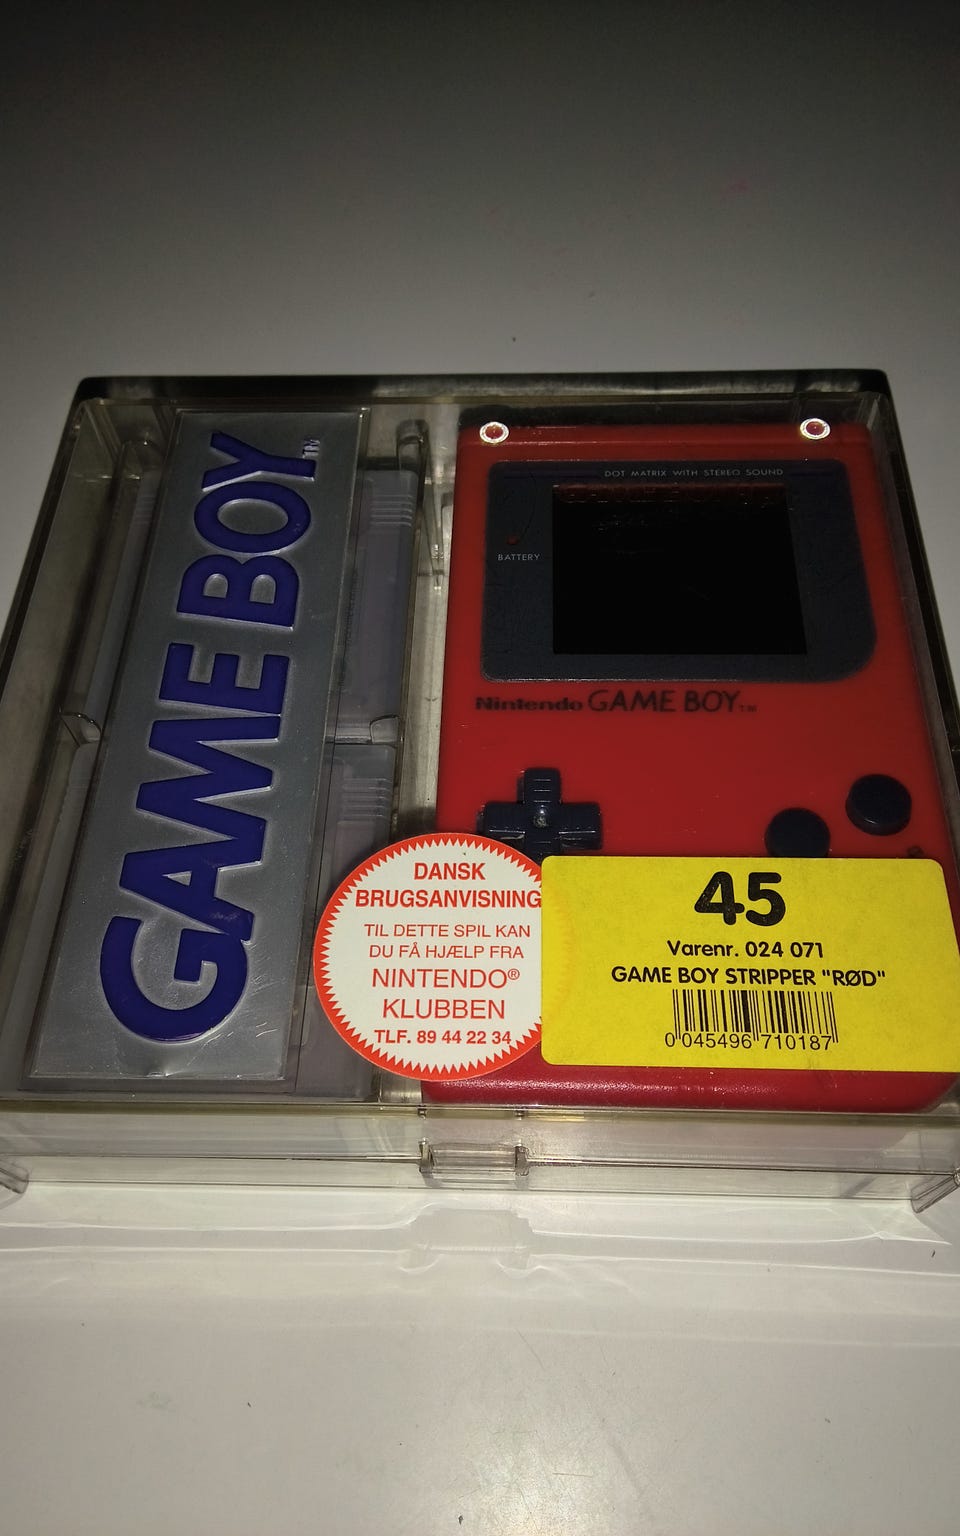 GAME BOY TM
DOT MATRIX WITH STEREO SOUND
BATTERY
Nintendo GAME BOY TM
DANSK
BRUGSANVISNING
TIL DETTE SPIL KAN
DU FÅ HJÆLP FRA
NINTENDO®
KLUBBEN
TLF. 89 44 22 34
45
Varenr. 024 071
GAME BOY STRIPPER "RØD"
0 045496 710187